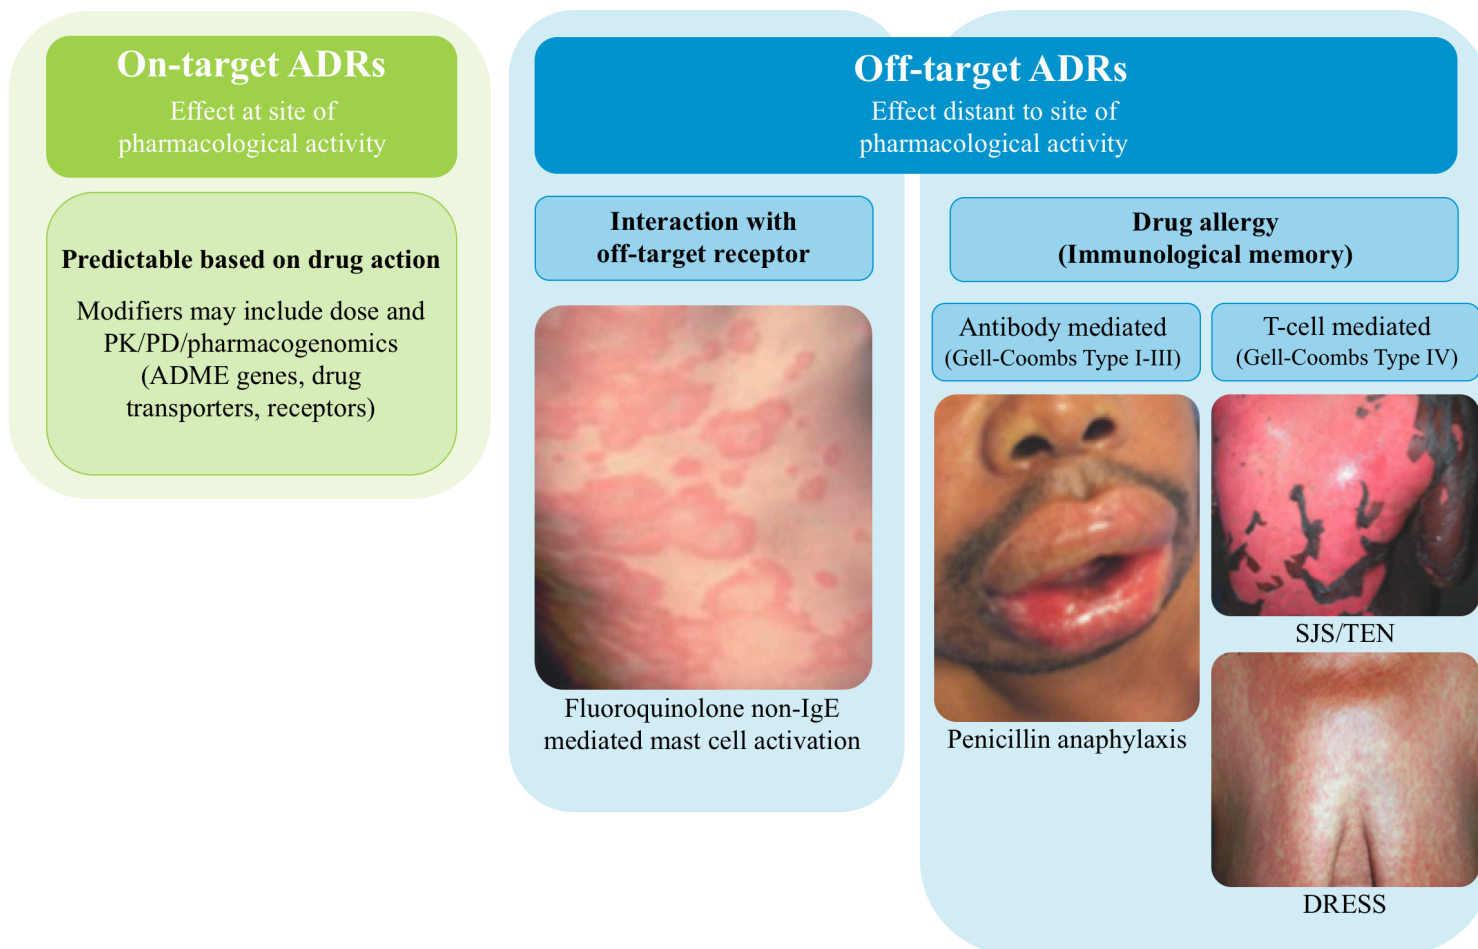 On-target ADRs
Effect at site of
pharmacological activity
Predictable based on drug action
Modifiers may include dose and
PK/PD/pharmacogenomics
(ADME genes, drug
transporters, receptors)
Off-target ADRs
Effect distant to site of
pharmacological activity
Interaction with
off-target receptor
Fluoroquinolone non-IgE
mediated mast cell activation
Drug allergy
(Immunological memory)
Antibody mediated
(Gell-Coombs Type I-III)
Penicillin anaphylaxis
T-cell mediated
(Gell-Coombs Type IV)
SJS/TEN
DRESS